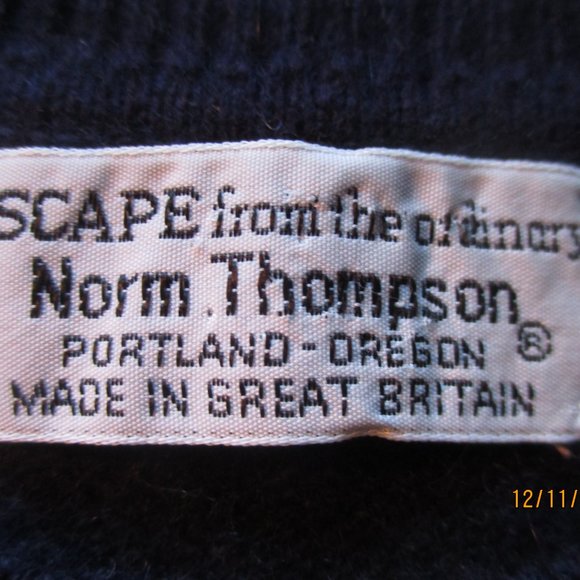 SCAPE from the ordinary
Norm Thompson ®
PORTLAND - OREGON
MADE IN GREAT BRITAIN
12/11/